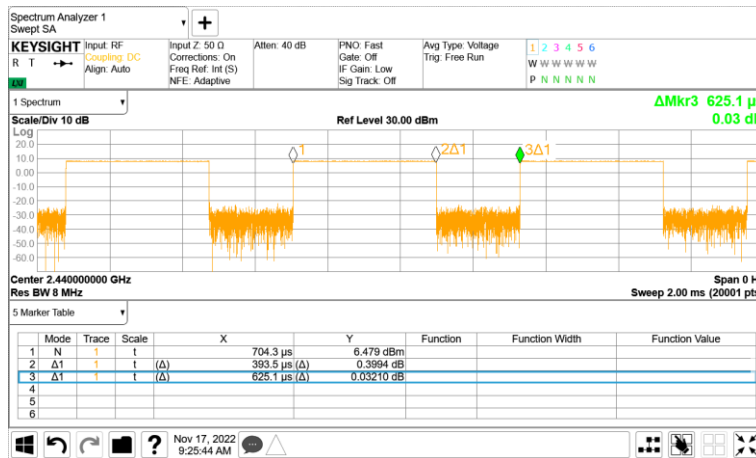 Spectrum Analyzer 1
Swept SA
+
KEYSIGHT
R T
LXI
Input: RF
Coupling: DC
Align: Auto
Input Z: 50 Ω
Corrections: On
Freq Ref: Int (S)
NFE: Adaptive
Atten: 40 dB
PNO: Fast
Gate: Off
IF Gain: Low
Sig Track: Off
Avg Type: Voltage
Trig: Free Run
1 2 3 4 5 6
W W W W W W
P N N N N N
1 Spectrum
ΔMkr3 625.1 µ
0.03 d
Scale/Div 10 dB
Ref Level 30.00 dBm
Log
20.0
10.0
0.00
-10.0
-20.0
-30.0
-40.0
-50.0
-60.0
1
2Δ1
3Δ1
Center 2.440000000 GHz
Span 0 H
Res BW 8 MHz
Sweep 2.00 ms (20001 pts
5 Marker Table
Mode Trace Scale X Y Function Function Width Function Value
1 N 1 t 704.3 µs 6.479 dBm
2 Δ1 1 t (Δ) 393.5 µs (Δ) 0.3994 dB
3 Δ1 1 t (Δ) 625.1 µs (Δ) 0.03210 dB
4
5
6
?
Nov 17, 2022
9:25:44 AM